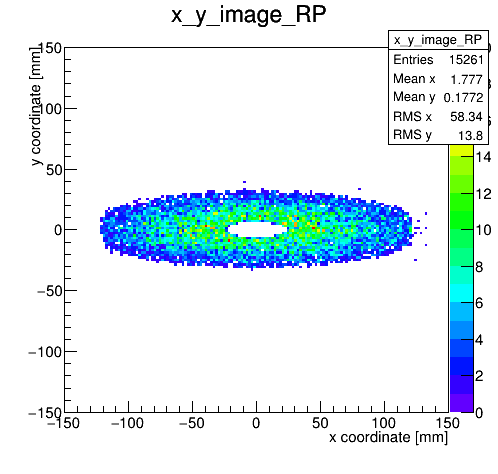 x_y_image_RP
x_y_image_RP
Entries 15261
Mean x 1.777
Mean y 0.1772
RMS x 58.34
RMS y 13.8
y coordinate [mm]
150
100
50
0
−50
−100
−150
−150 −100 −50 0 50 100 150
x coordinate [mm]
14
12
10
8
6
4
2
0